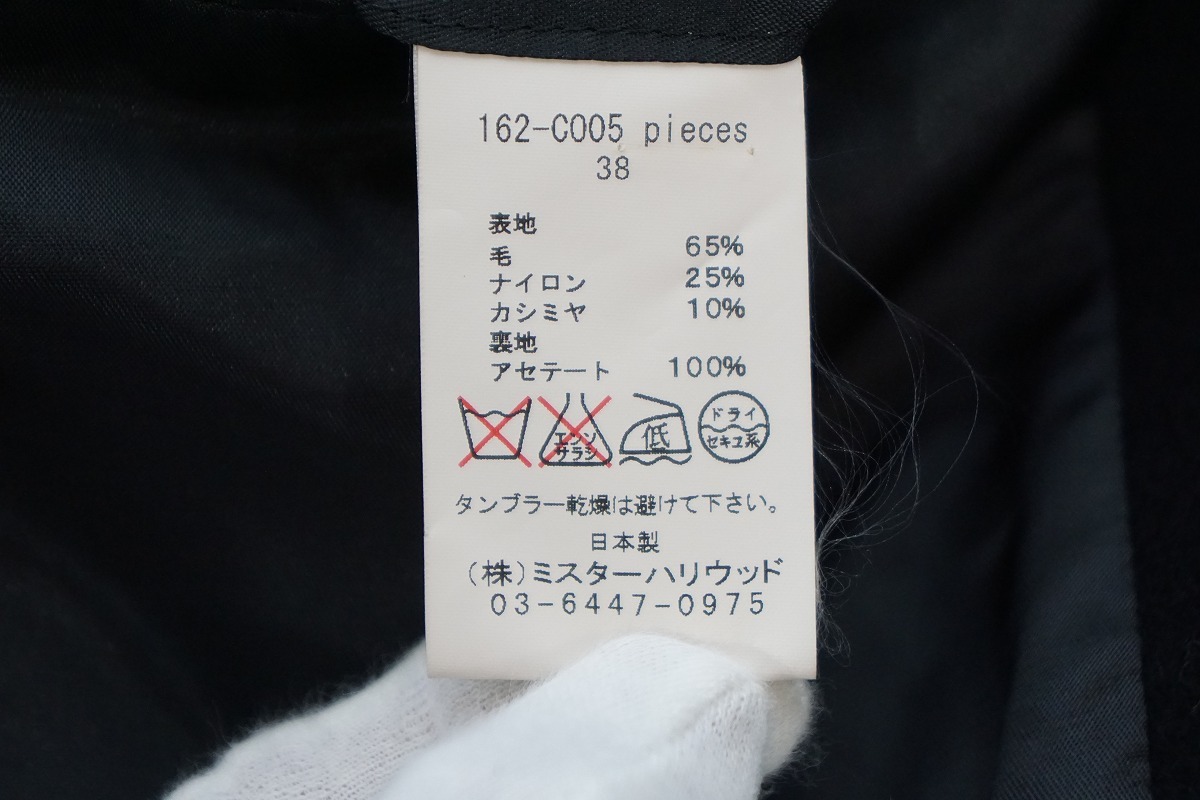 162-C005 pieces
38
表地
毛 65%
ナイロン 25%
カシミヤ 10%
裏地
アセテート 100%
エンソ
サラシ
低
ドライ
セキユ系
タンブラー乾燥は避けて下さい。
日本製
(株)ミスターハリウッド
03-6447-0975